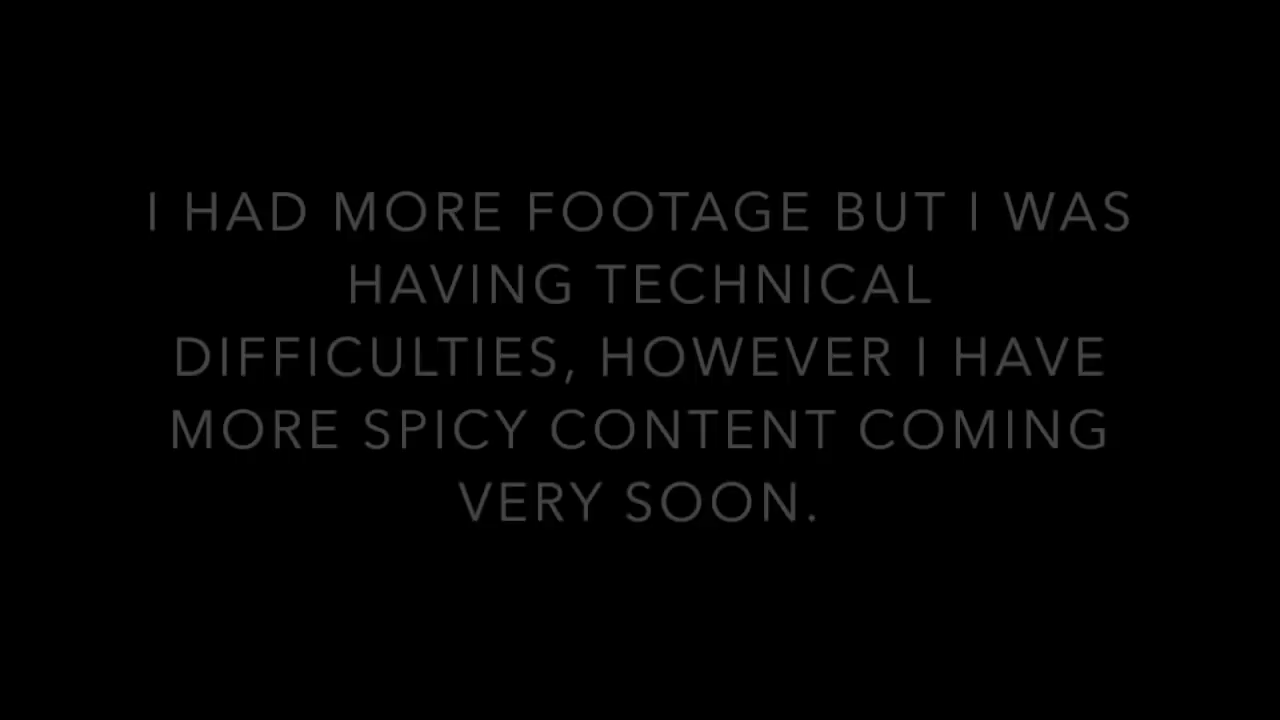 I HAD MORE FOOTAGE BUT I WAS
HAVING TECHNICAL
DIFFICULTIES, HOWEVER I HAVE
MORE SPICY CONTENT COMING
VERY SOON.